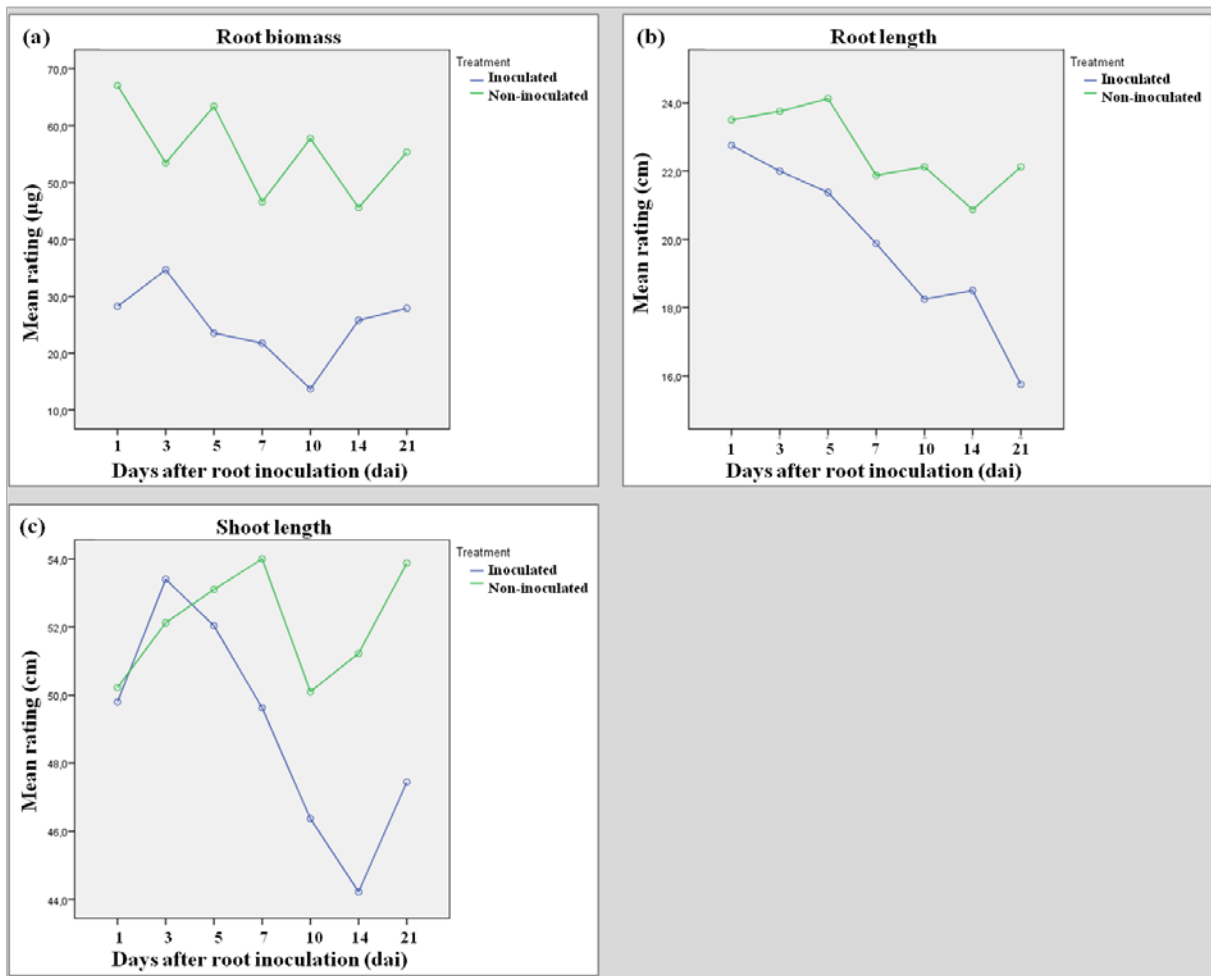 (a)
Root biomass
Treatment
Inoculated
Non-inoculated
70,0
60,0
50,0
40,0
30,0
20,0
10,0
Mean rating (µg)
1 3 5 7 10 14 21
Days after root inoculation (dai)
(b)
Root length
Treatment
Inoculated
Non-inoculated
24,0
22,0
20,0
18,0
16,0
Mean rating (cm)
1 3 5 7 10 14 21
Days after root inoculation (dai)
(c)
Shoot length
Treatment
Inoculated
Non-inoculated
54,0
52,0
50,0
48,0
46,0
44,0
Mean rating (cm)
1 3 5 7 10 14 21
Days after root inoculation (dai)